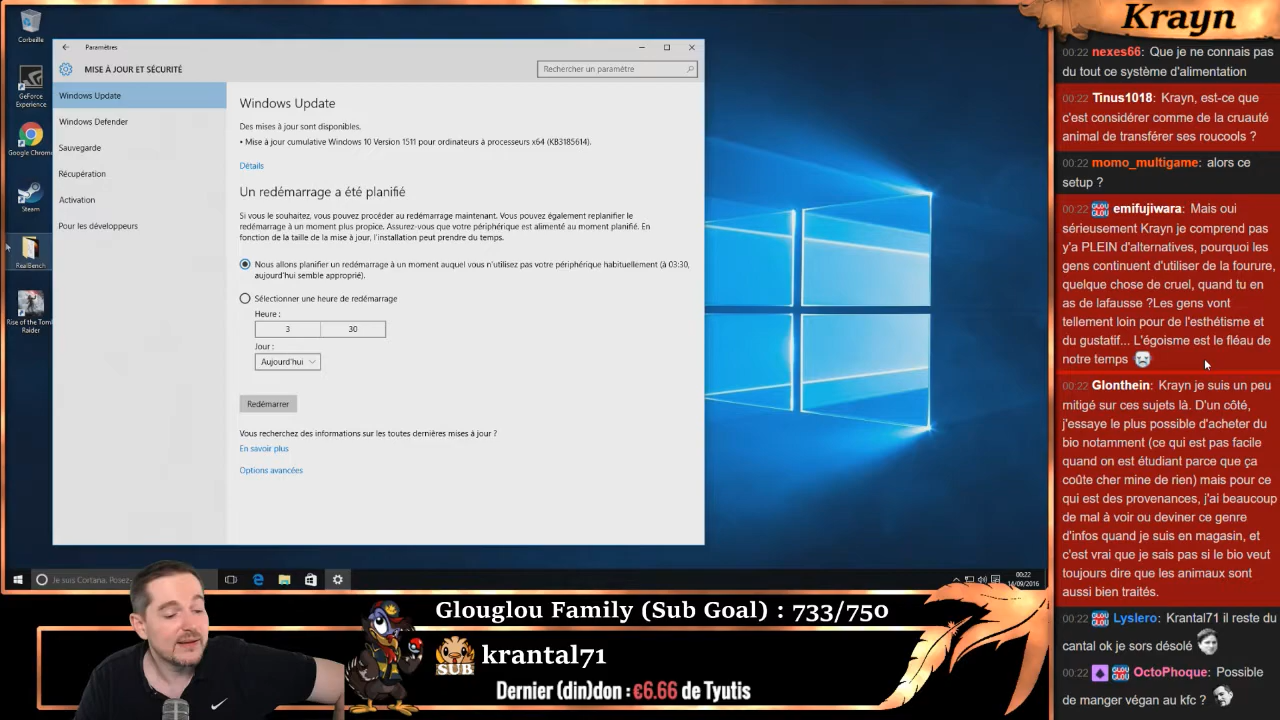 Corbeille
GeForce
Experience
Google Chrome
Steam
RealBench
Rise of the Tomb
Raider
Paramètres
MISE À JOUR ET SÉCURITÉ
Rechercher un paramètre
Windows Update
Windows Defender
Sauvegarde
Récupération
Activation
Pour les développeurs
Windows Update
Des mises à jour sont disponibles.
• Mise à jour cumulative Windows 10 Version 1511 pour ordinateurs à processeurs x64 (KB3185614).
Détails
Un redémarrage a été planifié
Si vous le souhaitez, vous pouvez procéder au redémarrage maintenant. Vous pouvez également replanifier le
redémarrage à un moment plus propice. Assurez-vous que votre périphérique est alimenté au moment planifié. En
fonction de la taille de la mise à jour, l'installation peut prendre du temps.
Nous allons planifier un redémarrage à un moment auquel vous n'utilisez pas votre périphérique habituellement (à 03:30,
aujourd'hui semble approprié).
Sélectionner une heure de redémarrage
Heure :
3 30
Jour :
Aujourd'hui
Redémarrer
Vous recherchez des informations sur les toutes dernières mises à jour ?
En savoir plus
Options avancées
Je suis Cortana. Posez-
00:22
14/09/2016
Krayn
00:22 nexes66: Que je ne connais pas
du tout ce système d'alimentation
00:22 Tinus1018: Krayn, est-ce que
c'est considérer comme de la cruauté
animal de transférer ses roucools ?
00:22 momo_multigame: alors ce
setup ?
00:22 GLOU GLOU emifujiwara: Mais oui
sérieusement Krayn je comprend pas
y'a PLEIN d'alternatives, pourquoi les
gens continuent d'utiliser de la fourure,
quelque chose de cruel, quand tu en
as de lafausse ?Les gens vont
tellement loin pour de l'esthétisme et
du gustatif... L'égoisme est le fléau de
notre temps
00:22 Glonthein: Krayn je suis un peu
mitigé sur ces sujets là. D'un côté,
j'essaye le plus possible d'acheter du
bio notamment (ce qui est pas facile
quand on est étudiant parce que ça
coûte cher mine de rien) mais pour ce
qui est des provenances, j'ai beaucoup
de mal à voir ou deviner ce genre
d'infos quand je suis en magasin, et
c'est vrai que je sais pas si le bio veut
toujours dire que les animaux sont
aussi bien traités.
00:22 GLOU GLOU Lyslero: Krantal71 il reste du
cantal ok je sors désolé
00:22 GLOU GLOU OctoPhoque: Possible
de manger végan au kfc ?
Glouglou Family (Sub Goal) : 733/750
SUB krantal71
Dernier (din)don : €6.66 de Tyutis